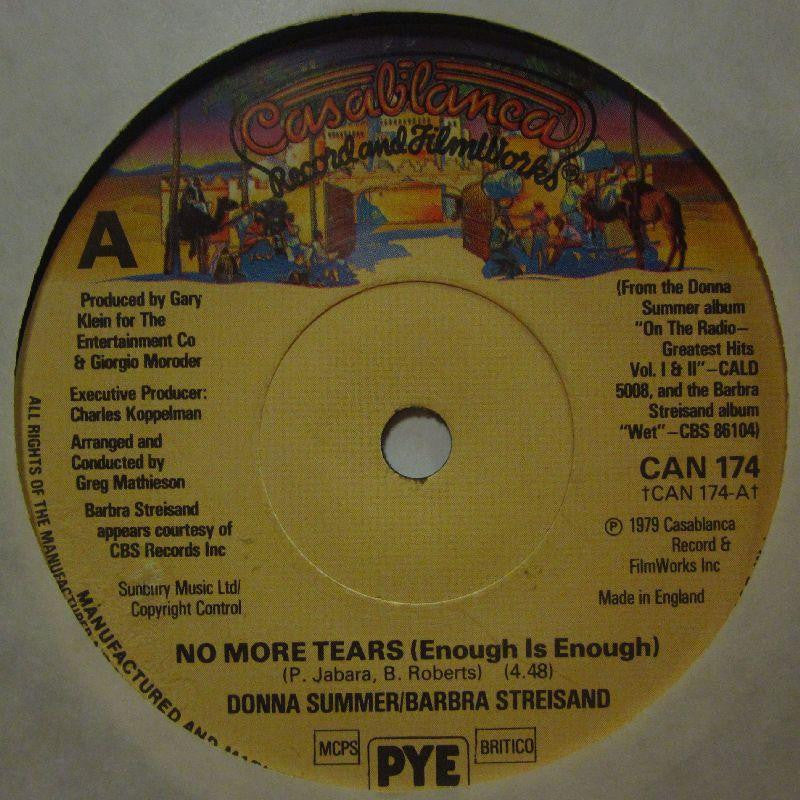 Casablanca
Record and FilmWorks®
A
Produced by Gary
Klein for The
Entertainment Co
& Giorgio Moroder
Executive Producer:
Charles Koppelman
Arranged and
Conducted by
Greg Mathieson
Barbra Streisand
appears courtesy of
CBS Records Inc
Sunbury Music Ltd/
Copyright Control
(From the Donna
Summer album
"On The Radio–
Greatest Hits
Vol. I & II"–CALD
5008, and the Barbra
Streisand album
"Wet"–CBS 86104)
CAN 174
†CAN 174-A†
℗ 1979 Casablanca
Record &
FilmWorks Inc
Made in England
NO MORE TEARS (Enough Is Enough)
(P. Jabara, B. Roberts) (4.48)
DONNA SUMMER/BARBRA STREISAND
MCPS
PYE
BRITICO
ALL RIGHTS OF THE
MANUFACTURED AND